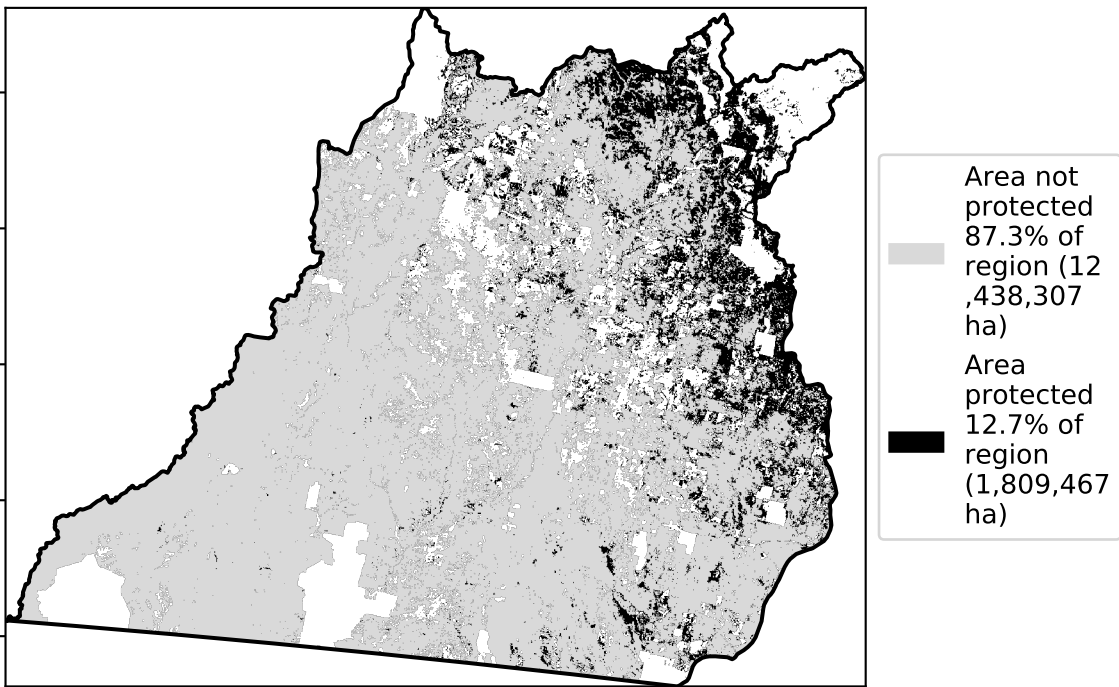 Area not
protected
87.3% of
region (12
,438,307
ha)
Area
protected
12.7% of
region
(1,809,467
ha)